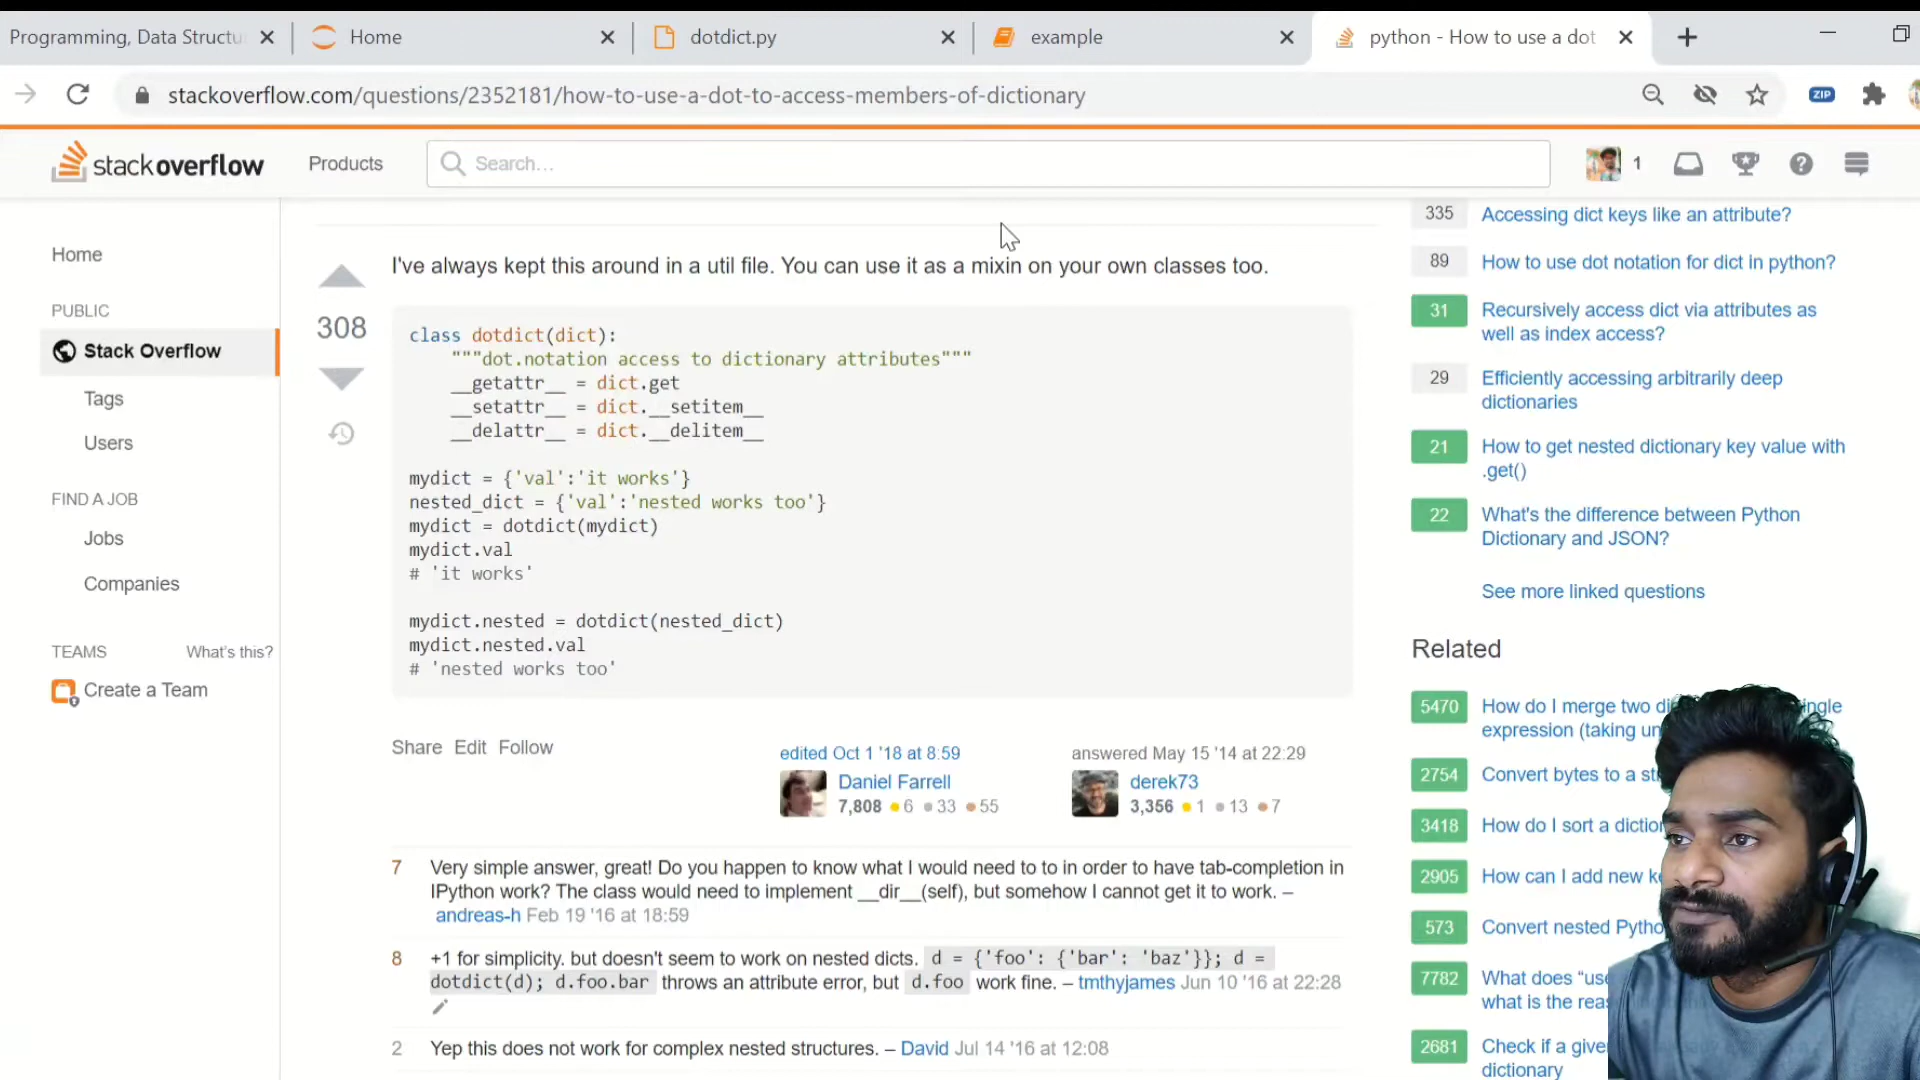 Programming, Data Structu
Home
dotdict.py
example
python - How to use a dot
stackoverflow.com/questions/2352181/how-to-use-a-dot-to-access-members-of-dictionary
ZIP
stackoverflow
Products
Search...
1
Home
PUBLIC
Stack Overflow
Tags
Users
FIND A JOB
Jobs
Companies
TEAMS What's this?
Create a Team
308
I've always kept this around in a util file. You can use it as a mixin on your own classes too.
class dotdict(dict):
"""dot.notation access to dictionary attributes"""
__getattr__ = dict.get
__setattr__ = dict.__setitem__
__delattr__ = dict.__delitem__
mydict = {'val':'it works'}
nested_dict = {'val':'nested works too'}
mydict = dotdict(mydict)
mydict.val
# 'it works'
mydict.nested = dotdict(nested_dict)
mydict.nested.val
# 'nested works too'
Share Edit Follow
edited Oct 1 '18 at 8:59
Daniel Farrell
7,808 6 33 55
answered May 15 '14 at 22:29
derek73
3,356 1 13 7
7 Very simple answer, great! Do you happen to know what I would need to to in order to have tab-completion in
IPython work? The class would need to implement __dir__(self), but somehow I cannot get it to work. –
andreas-h Feb 19 '16 at 18:59
8 +1 for simplicity. but doesn't seem to work on nested dicts. d = {'foo': {'bar': 'baz'}}; d =
dotdict(d); d.foo.bar throws an attribute error, but d.foo work fine. – tmthyjames Jun 10 '16 at 22:28
2 Yep this does not work for complex nested structures. – David Jul 14 '16 at 12:08
335 Accessing dict keys like an attribute?
89 How to use dot notation for dict in python?
31 Recursively access dict via attributes as
well as index access?
29 Efficiently accessing arbitrarily deep
dictionaries
21 How to get nested dictionary key value with
.get()
22 What's the difference between Python
Dictionary and JSON?
See more linked questions
Related
5470 How do I merge two di ingle
expression (taking un
2754 Convert bytes to a st
3418 How do I sort a diction
2905 How can I add new ke
573 Convert nested Pytho
7782 What does “use
what is the reas
2681 Check if a give
dictionary